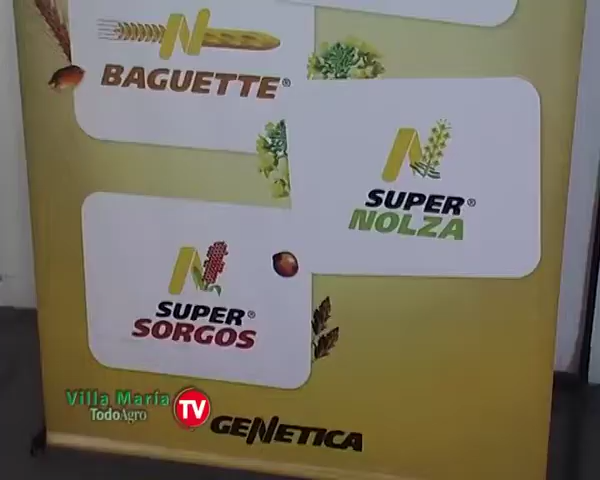 BAGUETTE®
SUPER®
NOLZA
SUPER®
SORGOS
Villa María
TodoAgro
TV
GENETICA